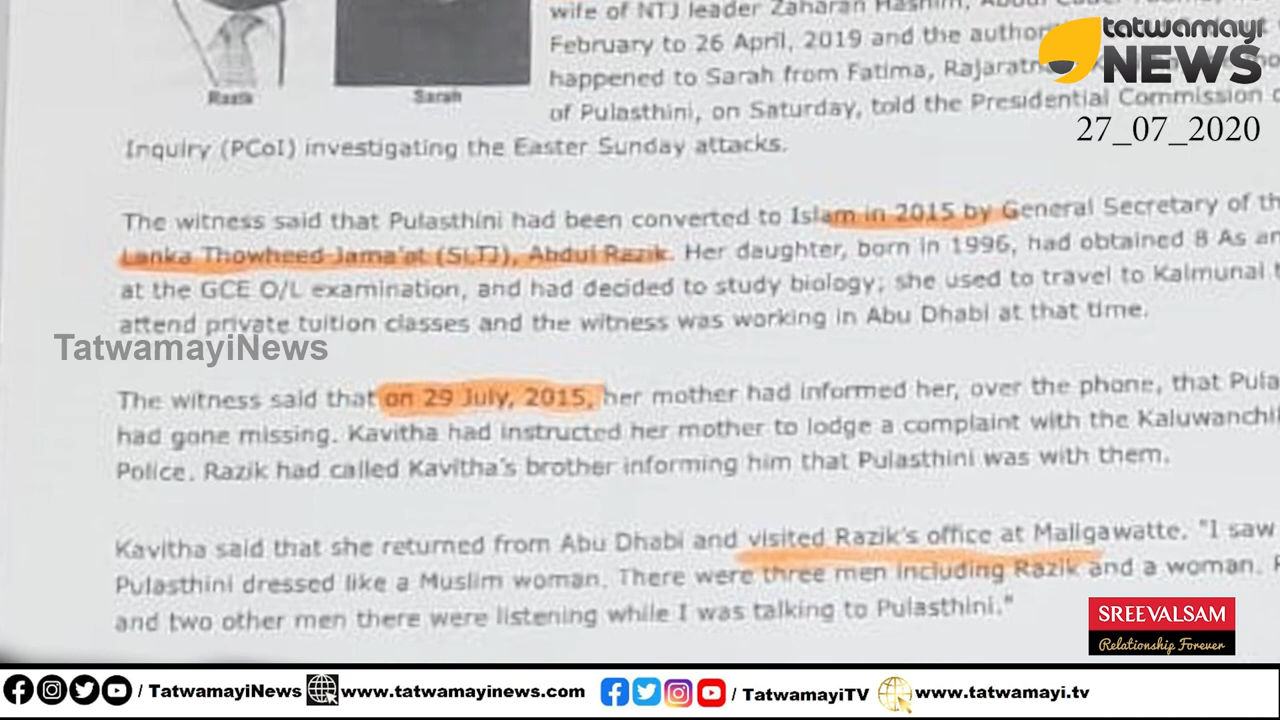 wife of NTJ leader Zaharan Hashim,
February to 26 April, 2019 and the
happened to Sarah from Fatima,
of Pulasthini, on Saturday, told the Presidential Commission
Inquiry (PCoI) investigating the Easter Sunday attacks.
Razik
Sarah
tatwamayi
NEWS
27_07_2020
The witness said that Pulasthini had been converted to Islam in 2015 by General Secretary of
Lanka Thowheed Jama'at (SLTJ), Abdul Razik. Her daughter, born in 1996, had obtained 8 As
at the GCE O/L examination, and had decided to study biology; she used to travel to Kalmunai
attend private tuition classes and the witness was working in Abu Dhabi at that time.
TatwamayiNews
The witness said that on 29 July, 2015, her mother had informed her, over the phone, that
had gone missing. Kavitha had instructed her mother to lodge a complaint with the
Police. Razik had called Kavitha's brother informing him that Pulasthini was with them.
Kavitha said that she returned from Abu Dhabi and visited Razik's office at Maligawatte. "I saw
Pulasthini dressed like a Muslim woman. There were three men including Razik and a woman.
and two other men there were listening while I was talking to Pulasthini."
SREEVALSAM
Relationship Forever
/ TatwamayiNews www.tatwamayinews.com / TatwamayiTV www.tatwamayi.tv